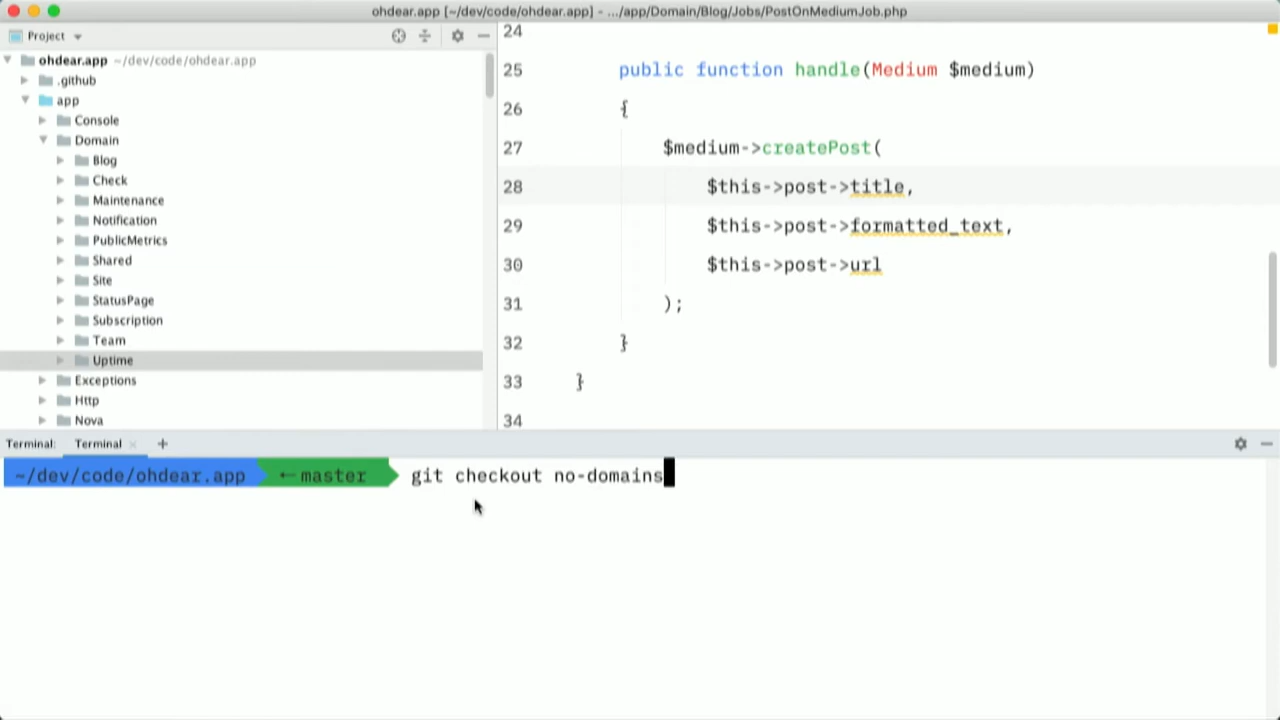 ohdear.app [~/dev/code/ohdear.app] - .../app/Domain/Blog/Jobs/PostOnMediumJob.php
Project
ohdear.app ~/dev/code/ohdear.app
.github
app
Console
Domain
Blog
Check
Maintenance
Notification
PublicMetrics
Shared
Site
StatusPage
Subscription
Team
Uptime
Exceptions
Http
Nova
24
25 public function handle(Medium $medium)
26 {
27 $medium->createPost(
28 $this->post->title,
29 $this->post->formatted_text,
30 $this->post->url
31 );
32 }
33 }
34
Terminal: Terminal × +
~/dev/code/ohdear.app ←master git checkout no-domains